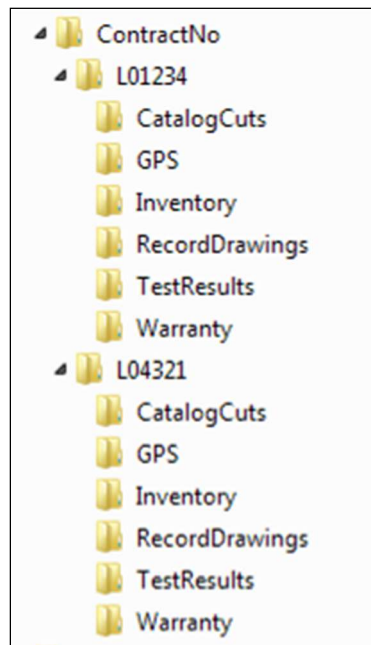 ContractNo
L01234
CatalogCuts
GPS
Inventory
RecordDrawings
TestResults
Warranty
L04321
CatalogCuts
GPS
Inventory
RecordDrawings
TestResults
Warranty